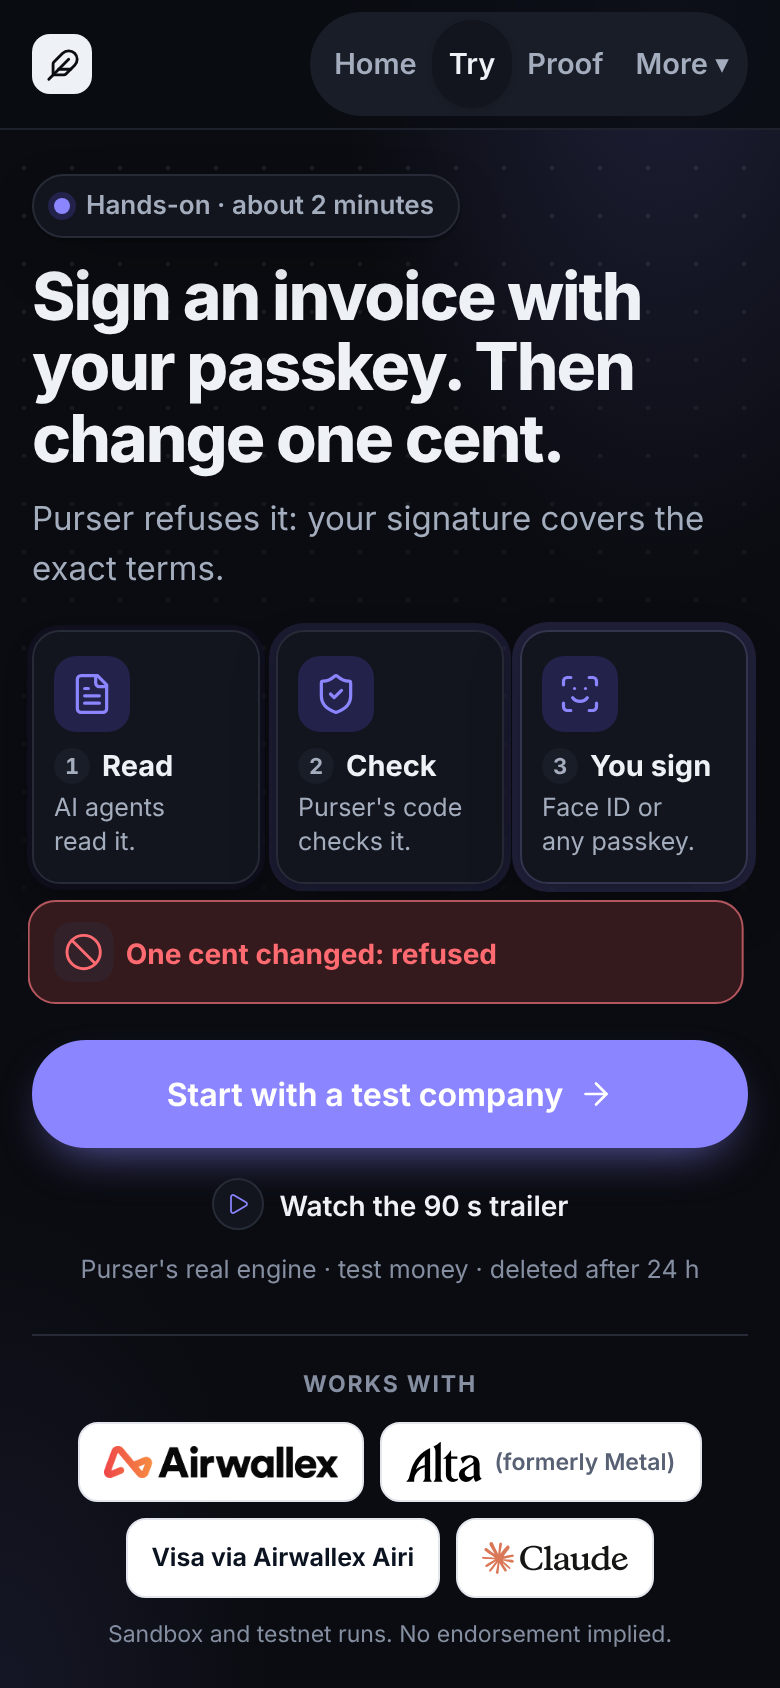 Home Try Proof More ▾
Hands-on · about 2 minutes
Sign an invoice with
your passkey. Then
change one cent.
Purser refuses it: your signature covers the
exact terms.
1 Read
AI agents
read it.
2 Check
Purser's code
checks it.
3 You sign
Face ID or
any passkey.
One cent changed: refused
Start with a test company →
Watch the 90 s trailer
Purser's real engine · test money · deleted after 24 h
WORKS WITH
Airwallex
Alta (formerly Metal)
Visa via Airwallex Airi
Claude
Sandbox and testnet runs. No endorsement implied.